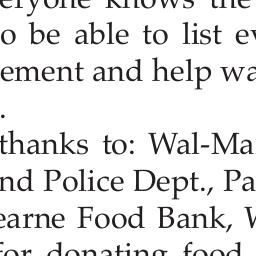 eryone knows the
o be able to list ev
ement and help wa
.
thanks to: Wal-Mar
nd Police Dept., Pa
earne Food Bank, W
for donating food